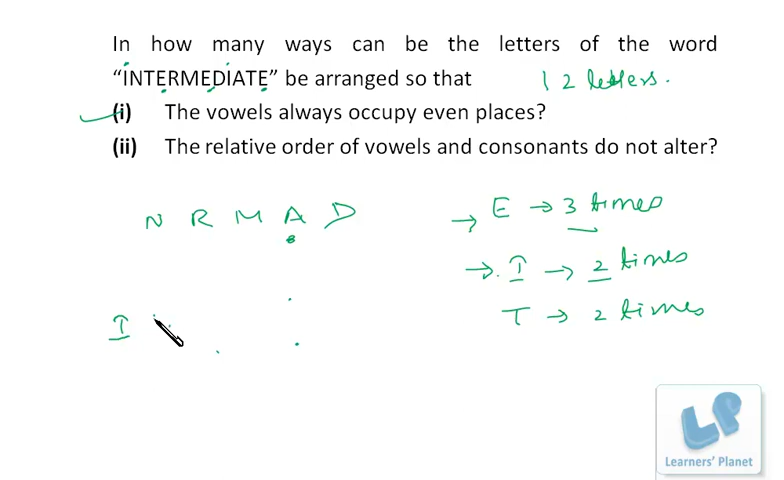 In how many ways can be the letters of the word
“INTERMEDIATE” be arranged so that 12 letters.
(i) The vowels always occupy even places?
(ii) The relative order of vowels and consonants do not alter?
N R M A D → E → 3 times
→ I → 2 times
I T → 2 times
LP
Learners' Planet